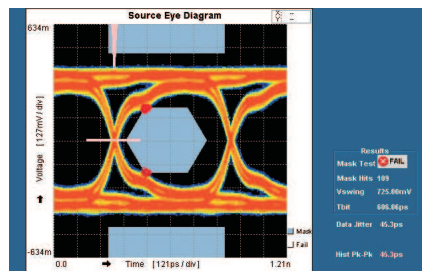 Source Eye Diagram
X:
Y:
634m
Voltage [127mV / div]
-634m
0.0
Time [121ps / div]
1.21n
Mask
Fail
Results
Mask Test FAIL
Mask Hits 109
Vswing 725.00mV
Tbit 606.06ps
Data Jitter 45.3ps
Hist Pk-Pk 45.3ps